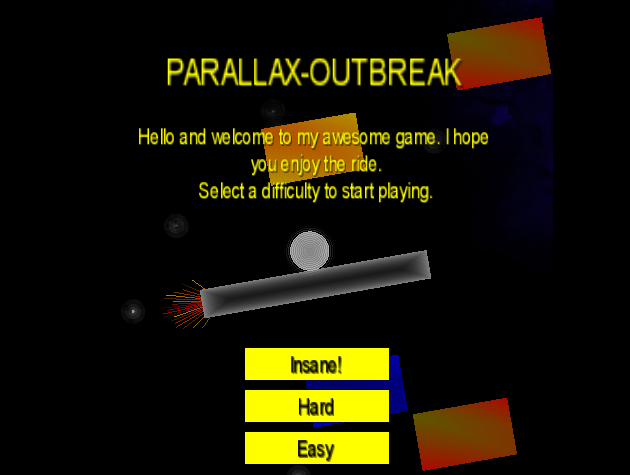 PARALLAX-OUTBREAK
Hello and welcome to my awesome game. I hope
you enjoy the ride.
Select a difficulty to start playing.
Insane!
Hard
Easy